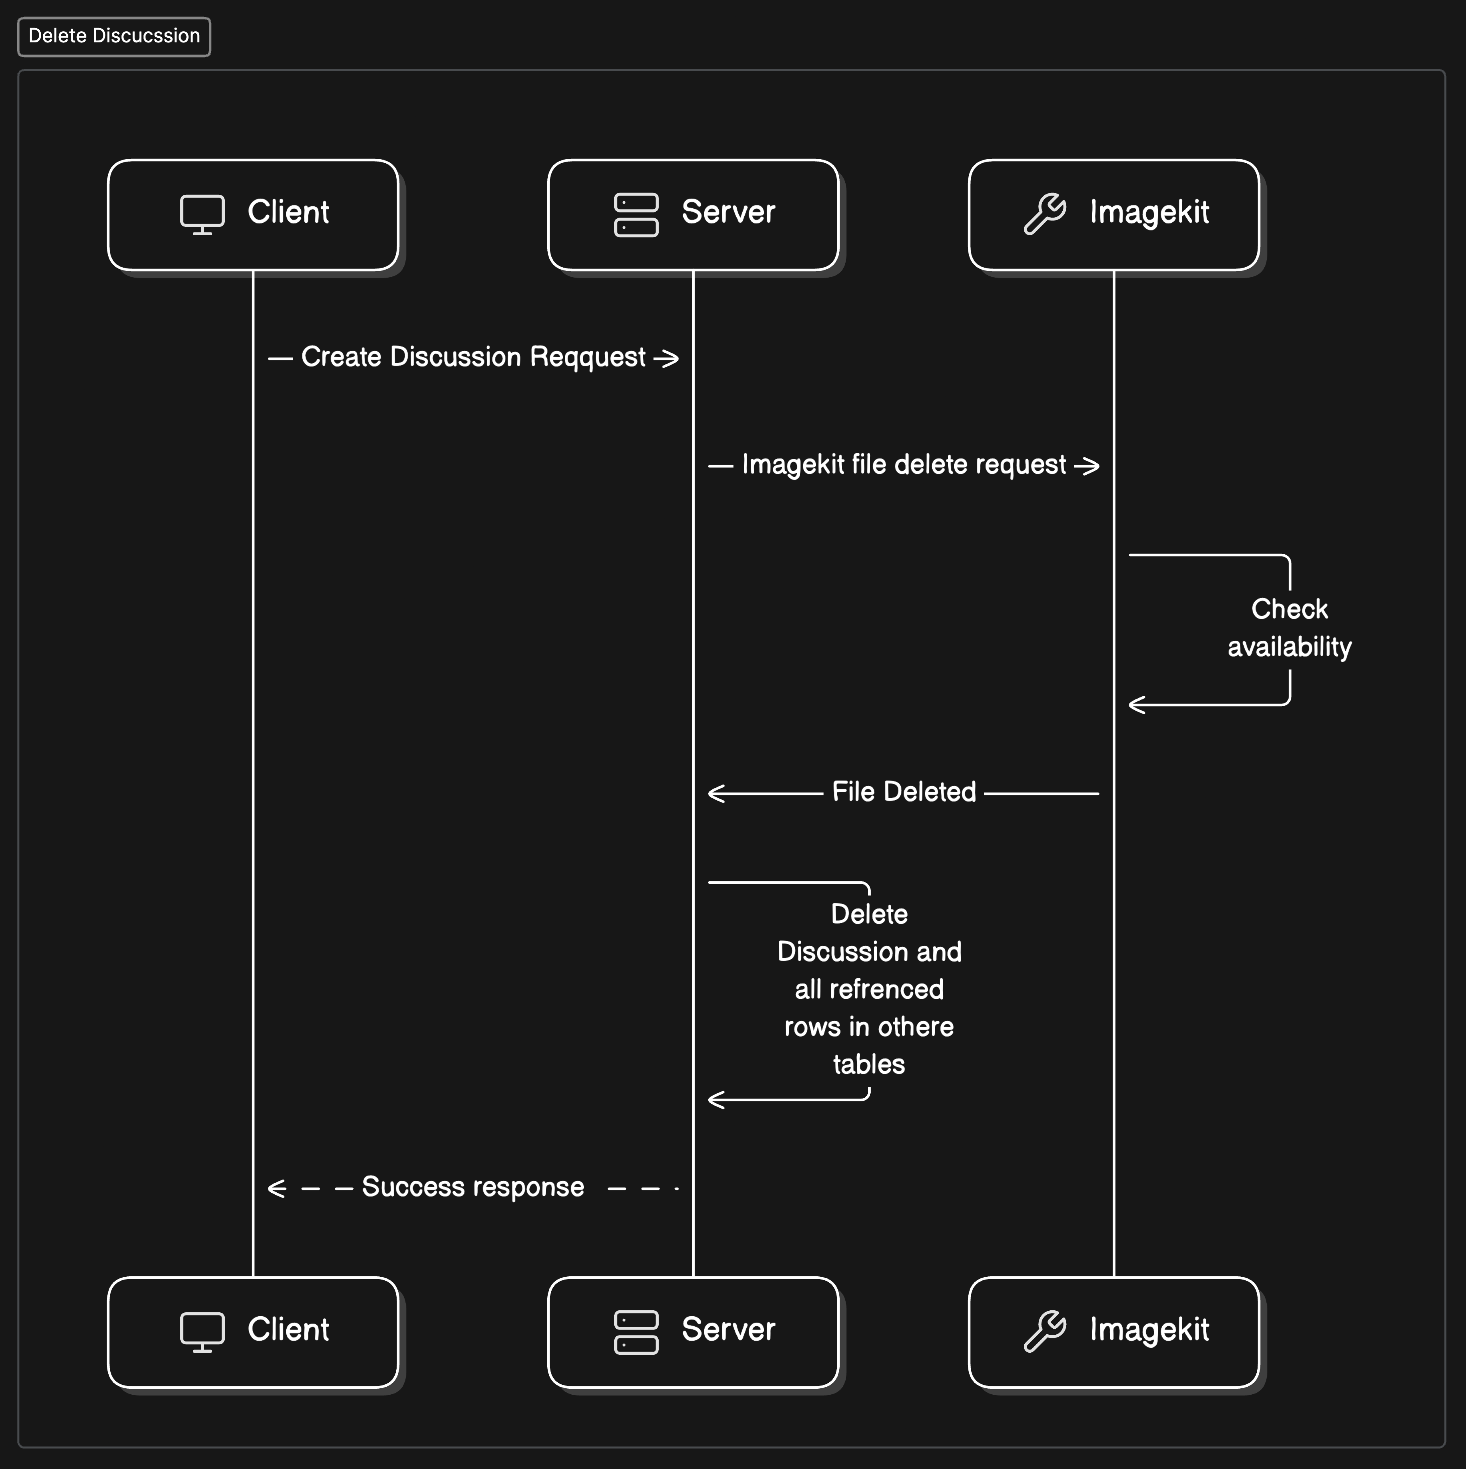 Delete Discucssion
Client
Server
Imagekit
Create Discussion Reqquest
Imagekit file delete request
Check
availability
File Deleted
Delete
Discussion and
all refrenced
rows in othere
tables
Success response
Client
Server
Imagekit